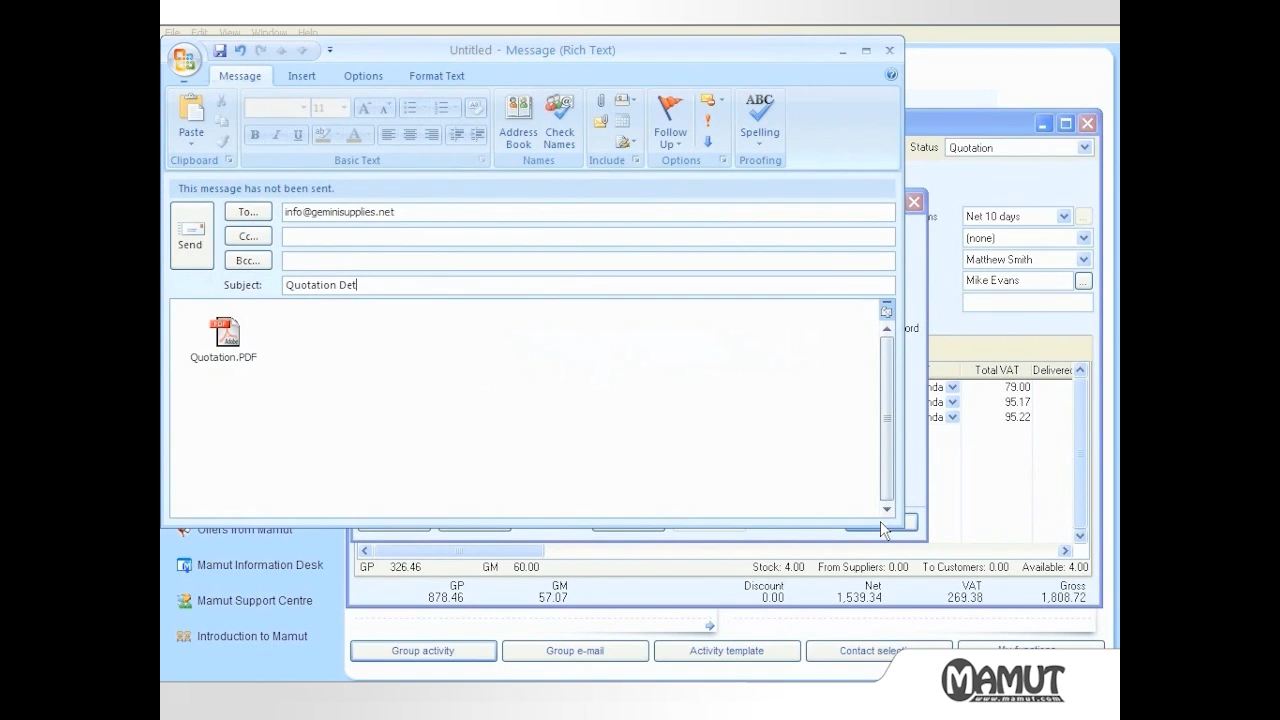 File Edit View Window Help
Untitled - Message (Rich Text)
Message Insert Options Format Text
Paste
11
B I U
Address Book
Check Names
Follow Up
ABC
Spelling
Clipboard
Basic Text
Names
Include
Options
Proofing
This message has not been sent.
Send
To... info@geminisupplies.net
Cc...
Bcc...
Subject: Quotation Det
PDF
Adobe
Quotation.PDF
Status Quotation
Net 10 days
(none)
Matthew Smith
Mike Evans
Total VAT Delivered
79.00
95.17
95.22
Offers from Mamut
Mamut Information Desk
Mamut Support Centre
Introduction to Mamut
GP 326.46 GM 60.00 Stock: 4.00 From Suppliers: 0.00 To Customers: 0.00 Available: 4.00
GP GM Discount Net VAT Gross
878.46 57.07 0.00 1,539.34 269.38 1,808.72
Group activity Group e-mail Activity template Contact selecti
MAMUT
www.mamut.com